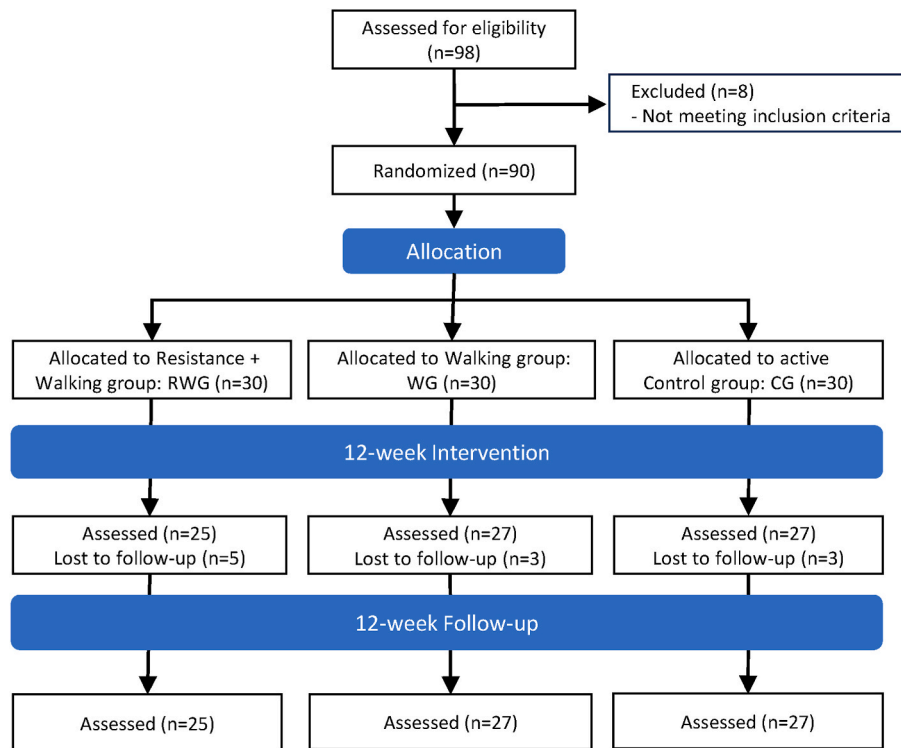 Assessed for eligibility
(n=98)
Excluded (n=8)
- Not meeting inclusion criteria
Randomized (n=90)
Allocation
Allocated to Resistance +
Walking group: RWG (n=30)
Allocated to Walking group:
WG (n=30)
Allocated to active
Control group: CG (n=30)
12-week Intervention
Assessed (n=25)
Lost to follow-up (n=5)
Assessed (n=27)
Lost to follow-up (n=3)
Assessed (n=27)
Lost to follow-up (n=3)
12-week Follow-up
Assessed (n=25)
Assessed (n=27)
Assessed (n=27)